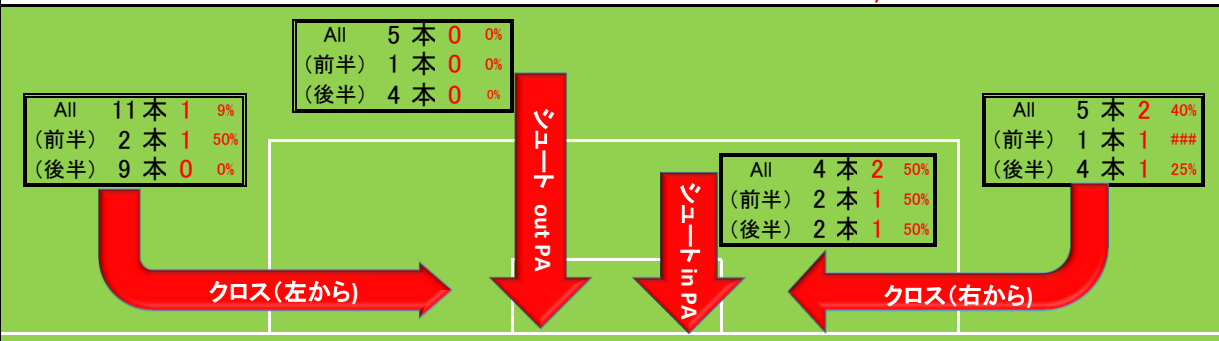 All 5 本 0 0%
(前半) 1 本 0 0%
(後半) 4 本 0 0%
All 11 本 1 9%
(前半) 2 本 1 50%
(後半) 9 本 0 0%
All 5 本 2 40%
(前半) 1 本 1 ###
(後半) 4 本 1 25%
All 4 本 2 50%
(前半) 2 本 1 50%
(後半) 2 本 1 50%
シュート out PA
シュート in PA
クロス(左から)
クロス(右から)